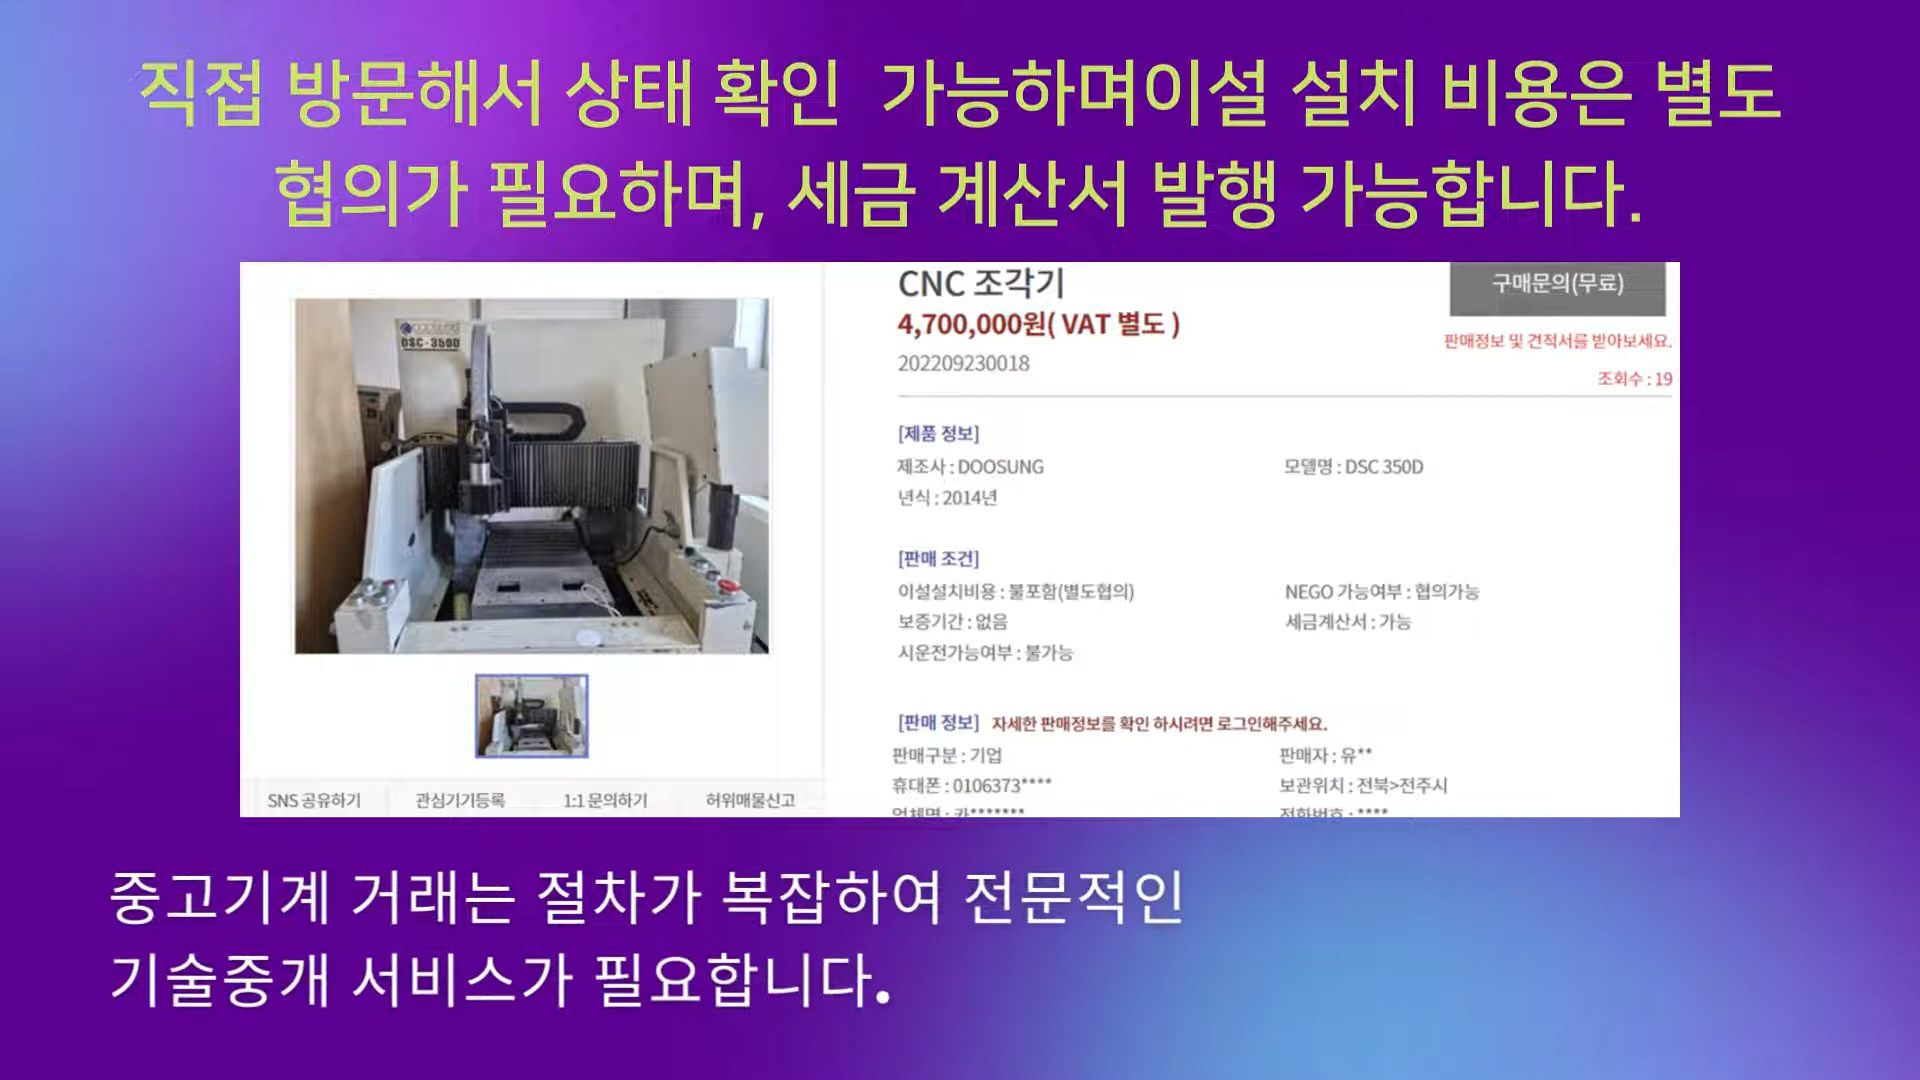 직접 방문해서 상태 확인 가능하며이설 설치 비용은 별도
협의가 필요하며, 세금 계산서 발행 가능합니다.
DOOSUNG
DSC-350D
CNC 조각기
4,700,000원( VAT 별도 )
202209230018
구매문의(무료)
판매정보 및 견적서를 받아보세요.
조회수 : 19
[제품 정보]
제조사 : DOOSUNG
모델명 : DSC 350D
년식 : 2014년
[판매 조건]
이설설치비용 : 불포함(별도협의)
NEGO 가능여부 : 협의가능
보증기간 : 없음
세금계산서 : 가능
시운전가능여부 : 불가능
[판매 정보] 자세한 판매정보를 확인 하시려면 로그인해주세요.
판매구분 : 기업
판매자 : 유**
휴대폰 : 0106373****
보관위치 : 전북>전주시
업체명 : 카*******
전화번호 : ****
SNS 공유하기
관심기기등록
1:1 문의하기
허위매물신고
중고기계 거래는 절차가 복잡하여 전문적인
기술중개 서비스가 필요합니다.